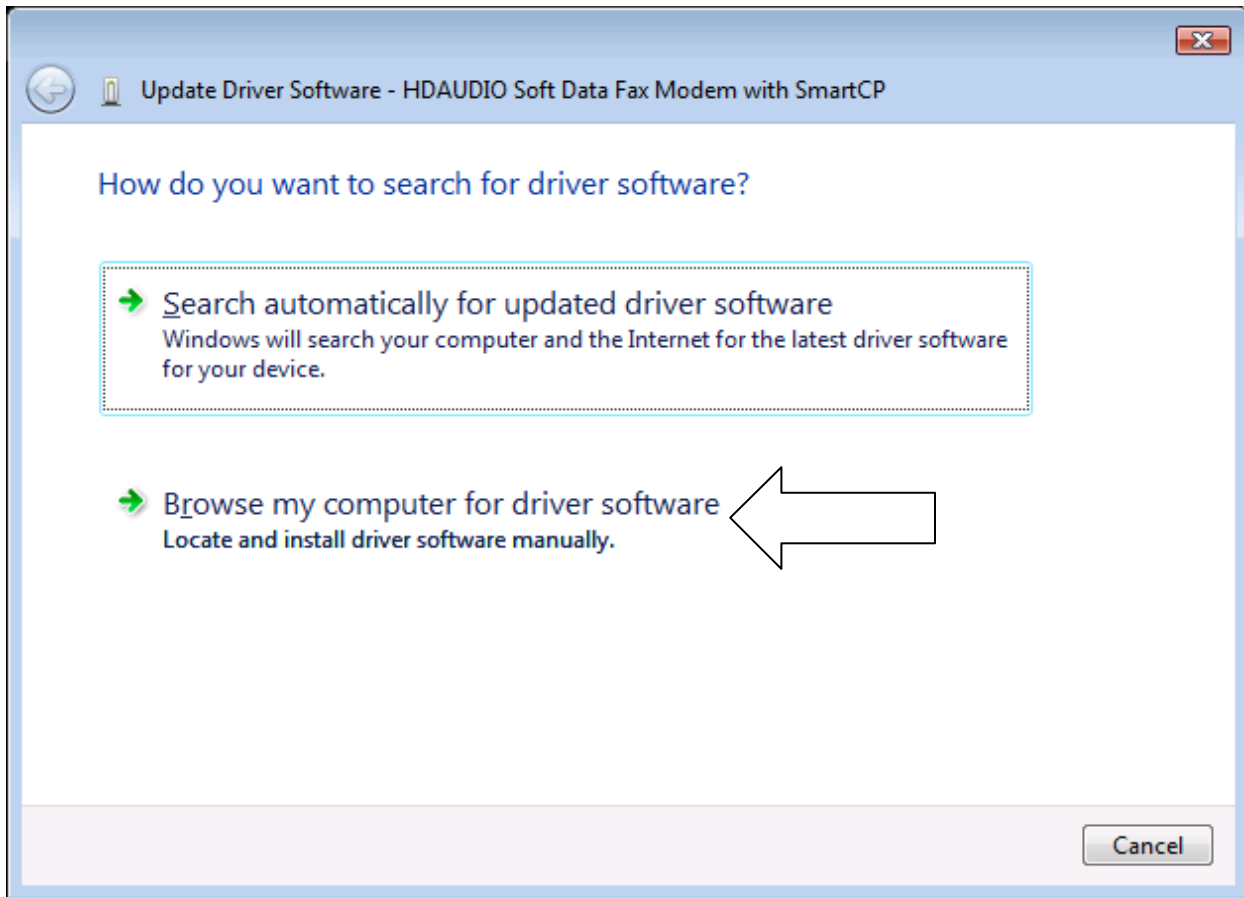 Update Driver Software - HDAUDIO Soft Data Fax Modem with SmartCP
How do you want to search for driver software?
Search automatically for updated driver software
Windows will search your computer and the Internet for the latest driver software
for your device.
Browse my computer for driver software
Locate and install driver software manually.
Cancel